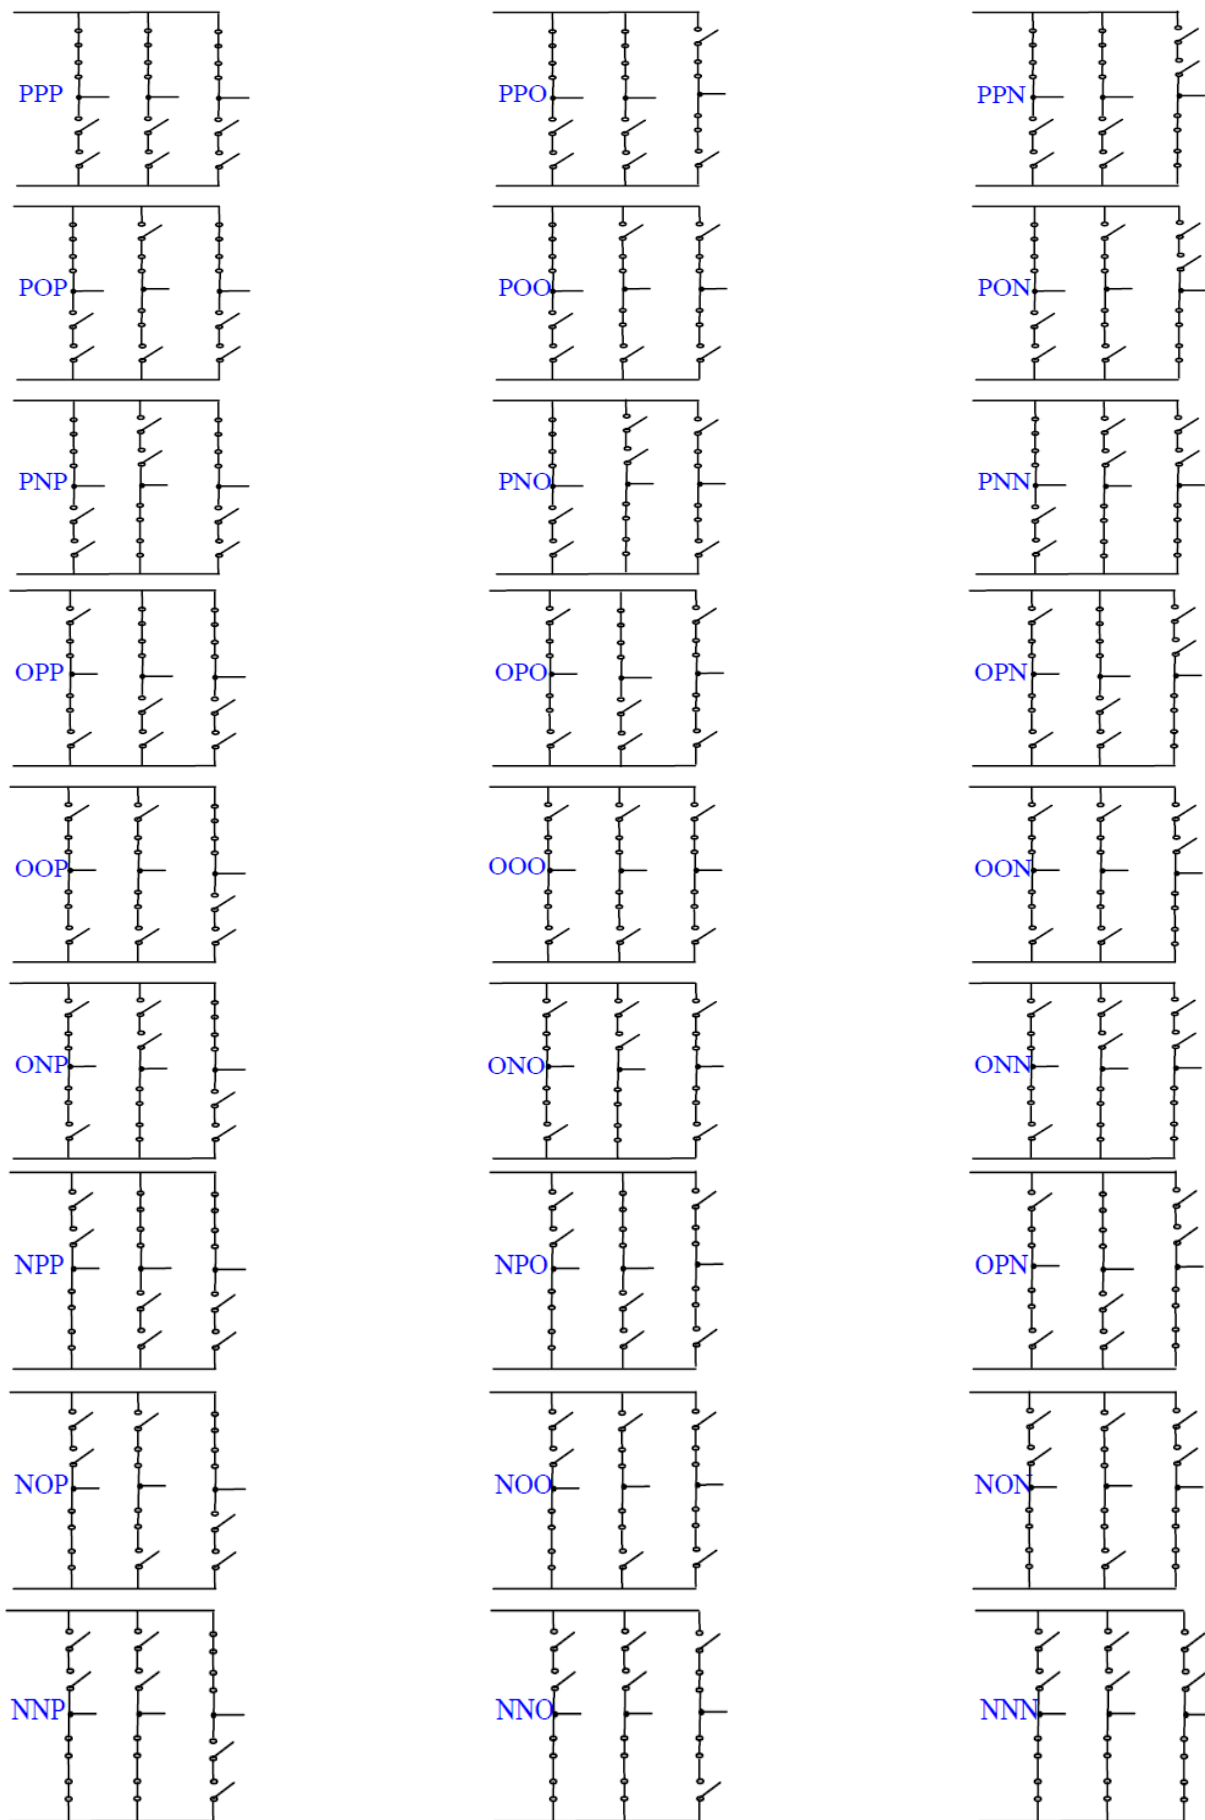 PPP PPO PPN
POP POO PON
PNP PNO PNN
OPP OPO OPN
OOP OOO OON
ONP ONO ONN
NPP NPO OPN
NOP NOO NON
NNP NNO NNN